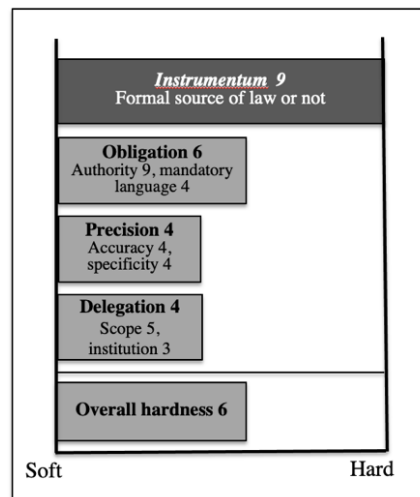 Instrumentum 9
Formal source of law or not
Obligation 6
Authority 9, mandatory
language 4
Precision 4
Accuracy 4,
specificity 4
Delegation 4
Scope 5,
institution 3
Overall hardness 6
Soft
Hard